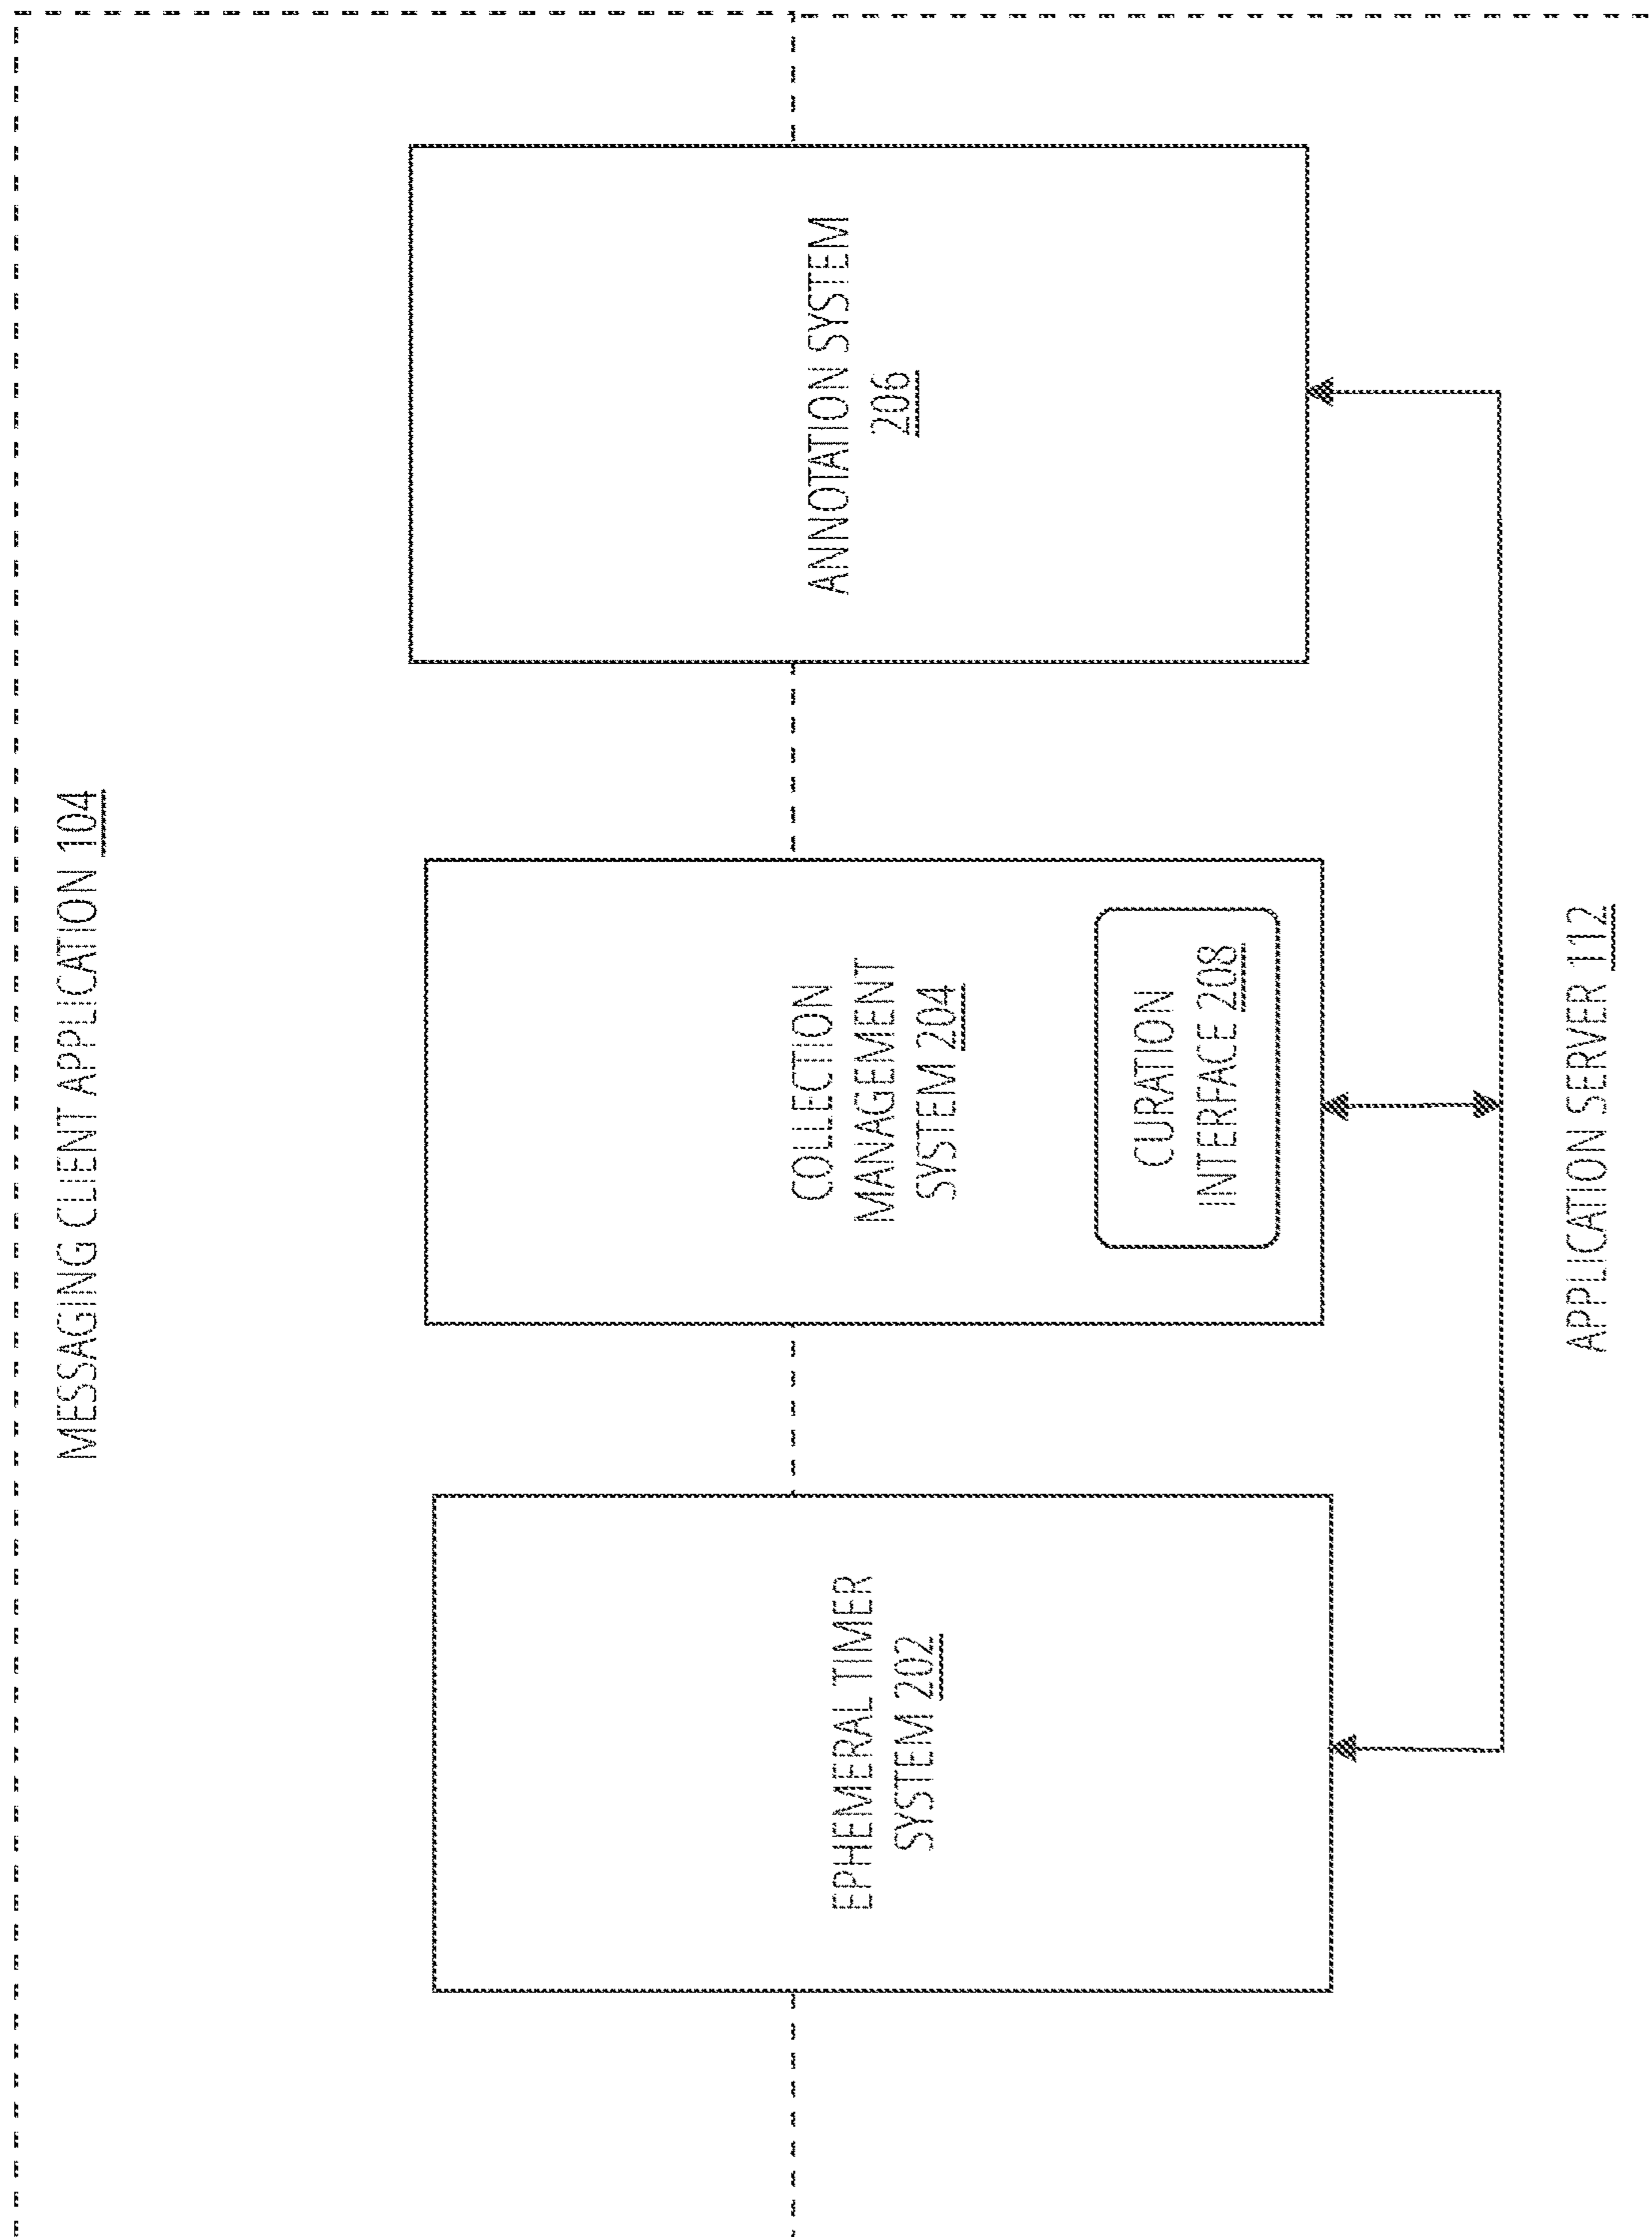 MESSAGING CLIENT APPLICATION 104
EPHEMERAL TIMER
SYSTEM 202
COLLECTION
MANAGEMENT
SYSTEM 204
CURATION
INTERFACE 208
ANNOTATION SYSTEM
206
APPLICATION SERVER 112